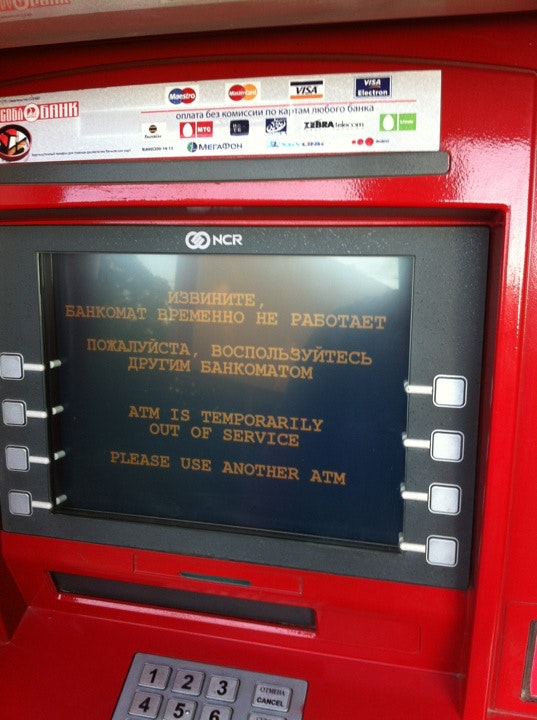 Maestro MasterCard VISA VISA Electron
БАНК
оплата без комиссии по картам любого банка
МТС ZEBRA telecom
МЕГАФОН
NCR
ИЗВИНИТЕ,
БАНКОМАТ ВРЕМЕННО НЕ РАБОТАЕТ
ПОЖАЛУЙСТА, ВОСПОЛЬЗУЙТЕСЬ
ДРУГИМ БАНКОМАТОМ
ATM IS TEMPORARILY
OUT OF SERVICE
PLEASE USE ANOTHER ATM
1 2 3 ОТМЕНА
CANCEL
4 5 6